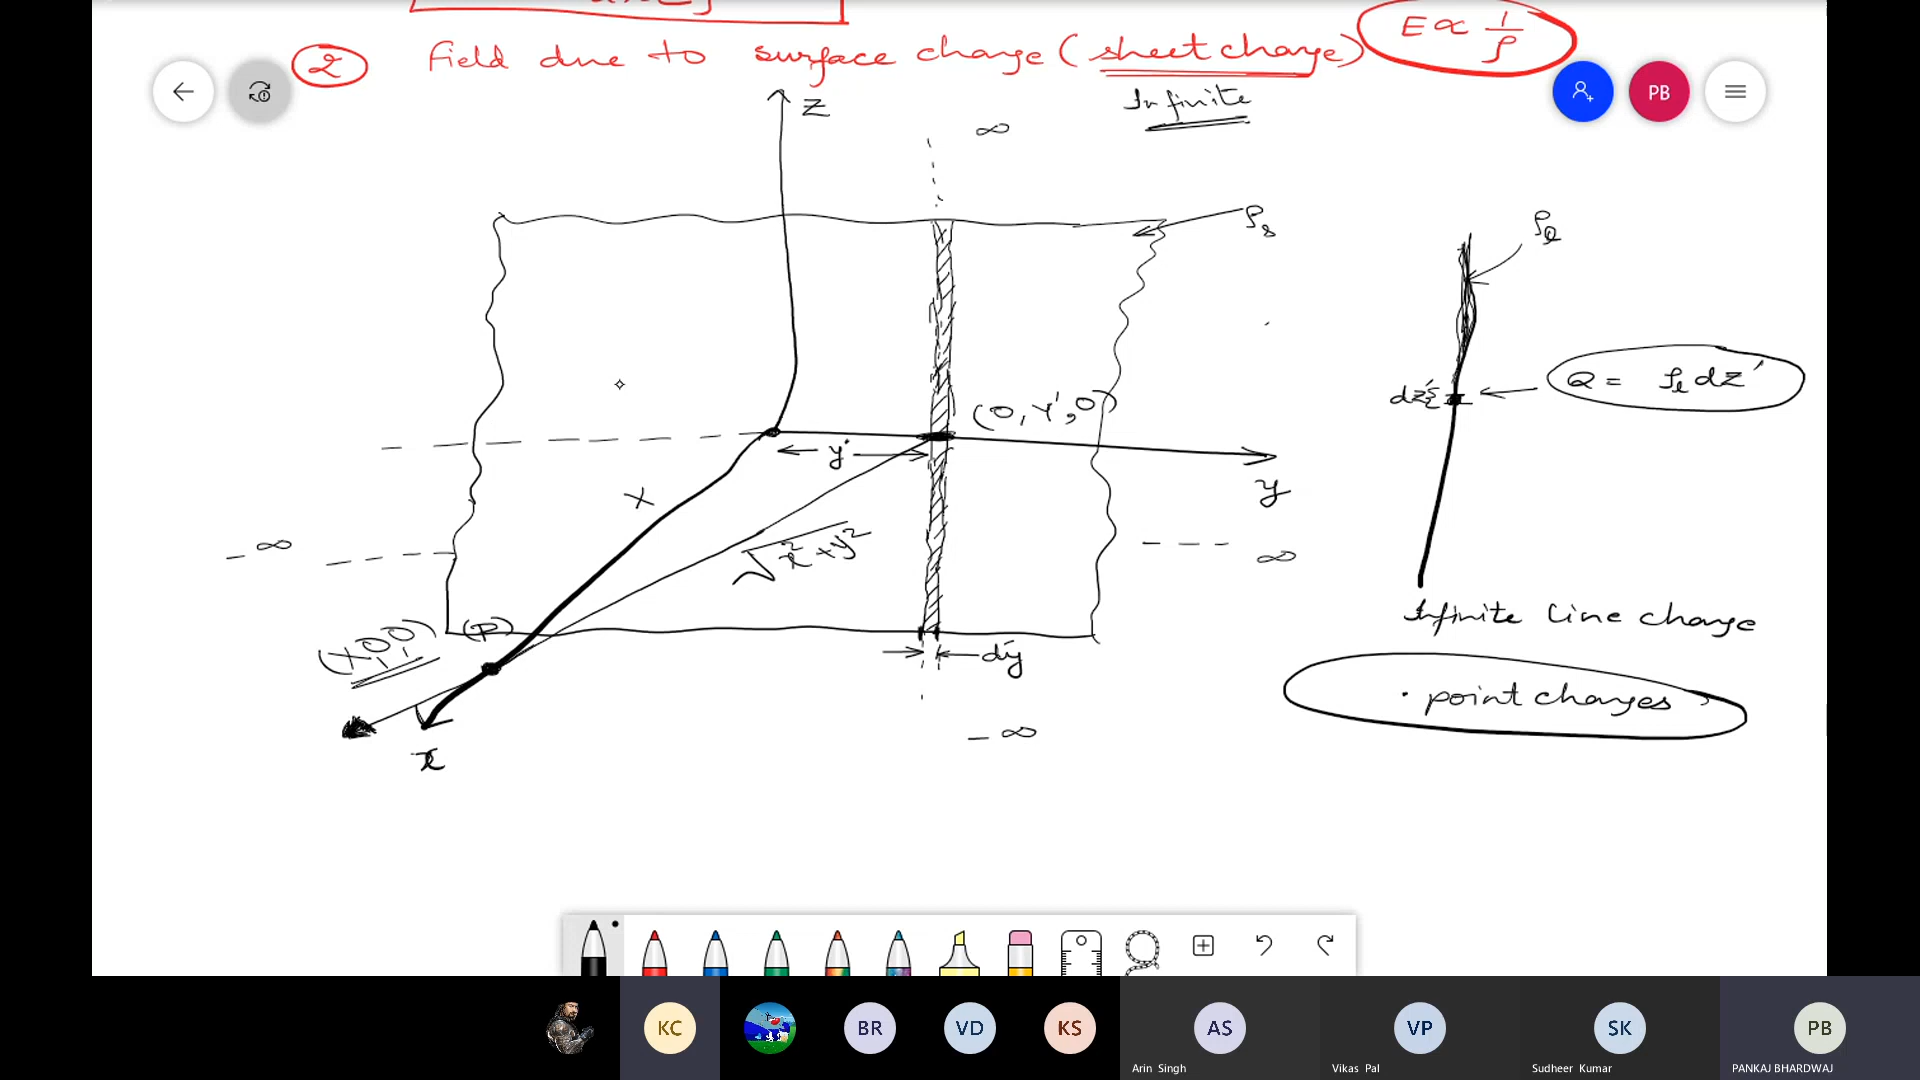 ② Field due to surface charge (sheet charge) E ∝ 1/ρ
PB
Infinite
Z
∞
ρs
ρℓ
Q = ρℓ dz'
dz'
(0, y', 0)
y'
y
x
√x²+y'²
-∞
∞
(x,0,0)
(P)
dy'
-∞
x
Infinite line charge
· point charges
KC
BR
VD
KS
AS
VP
SK
PB
Arin Singh
Vikas Pal
Sudheer Kumar
PANKAJ BHARDWAJ